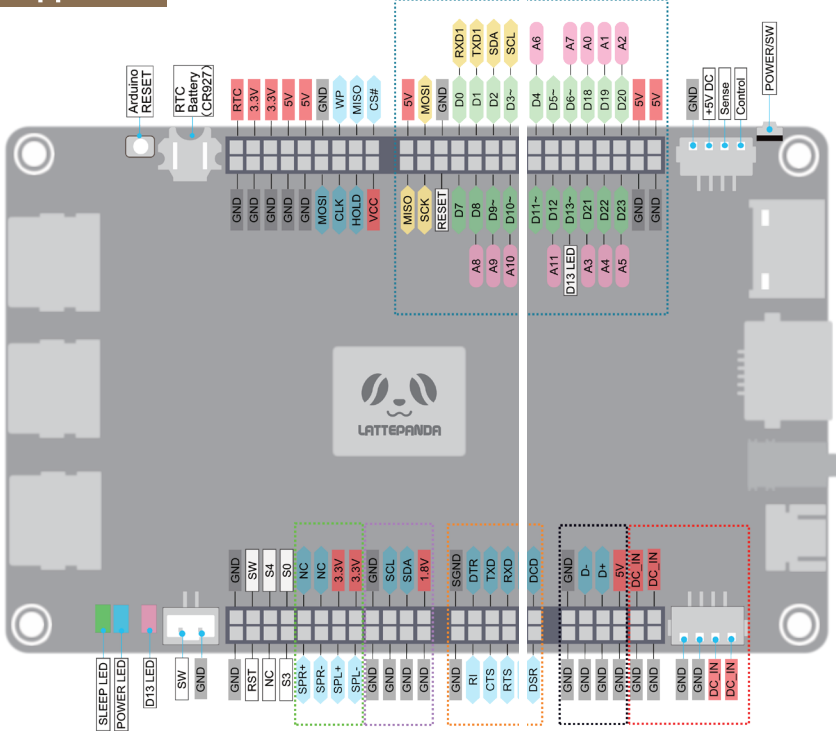 Arduino
RESET
RTC
Battery
(CR927)
RTC
3.3V
3.3V
5V
5V
GND
WP
MISO
CS#
5V
MOSI
GND
D0
RXD1
D1
TXD1
D2
SDA
D3~
SCL
D4
A6
D5~
D6~
A7
D18
A0
D19
A1
D20
A2
5V
5V
GND
+5V DC
Sense
Control
POWER/SW
GND
GND
GND
GND
GND
MOSI
CLK
HOLD
VCC
MISO
SCK
RESET
D7
D8
A8
D9~
A9
D10~
A10
D11~
D12
A11
D13~
D13 LED
D21
A3
D22
A4
D23
A5
GND
GND
LATTEPANDA
GND
SW
S4
S0
NC
NC
3.3V
3.3V
GND
SCL
SDA
1.8V
SGND
DTR
TXD
RXD
DCD
GND
D-
D+
5V
DC_IN
DC_IN
SLEEP LED
POWER LED
D13 LED
SW
GND
GND
RST
NC
S3
SPR+
SPR-
SPL+
SPL-
GND
GND
GND
GND
GND
RI
CTS
RTS
DSR
GND
GND
GND
GND
GND
GND
GND
GND
DC_IN
DC_IN